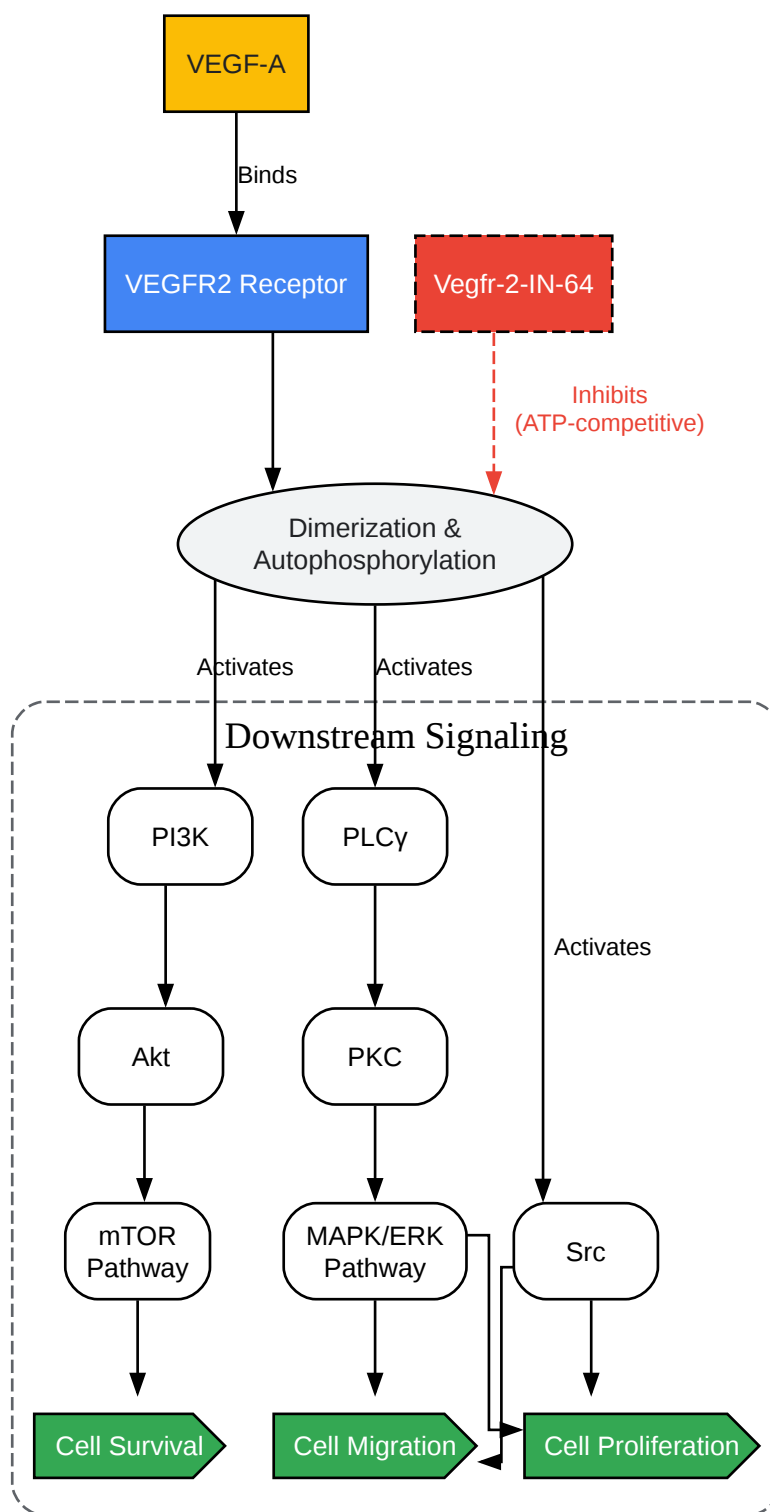 VEGF-A
Binds
VEGFR2 Receptor
Vegfr-2-IN-64
Inhibits
(ATP-competitive)
Dimerization &
Autophosphorylation
Activates
Activates
Downstream Signaling
PI3K
PLCγ
Activates
Akt
PKC
mTOR
Pathway
MAPK/ERK
Pathway
Src
Cell Survival
Cell Migration
Cell Proliferation